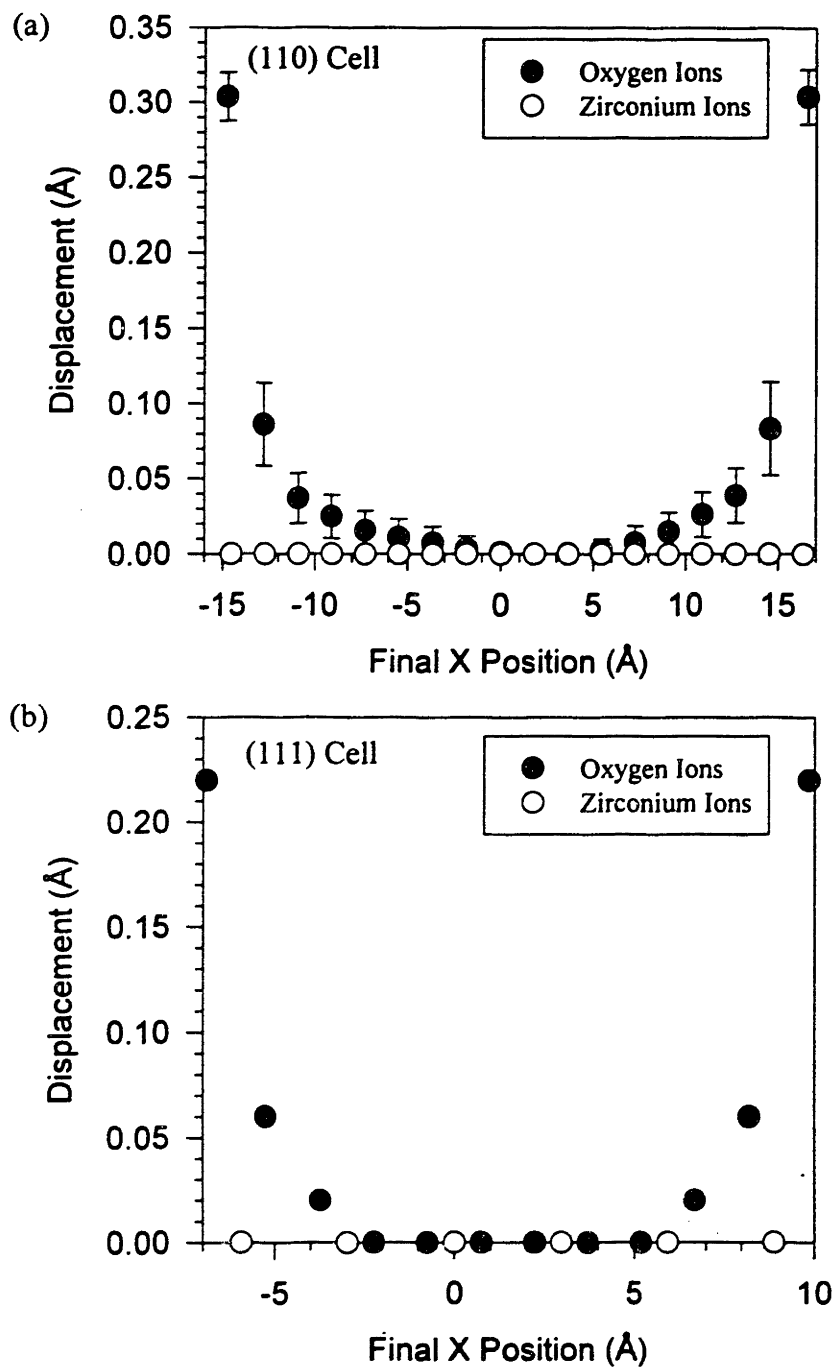 (a)
(110) Cell
Oxygen Ions
Zirconium Ions
0.35
0.30
0.25
0.20
0.15
0.10
0.05
0.00
Displacement (Å)
-15 -10 -5 0 5 10 15
Final X Position (Å)
(b)
(111) Cell
Oxygen Ions
Zirconium Ions
0.25
0.20
0.15
0.10
0.05
0.00
Displacement (Å)
-5 0 5 10
Final X Position (Å)